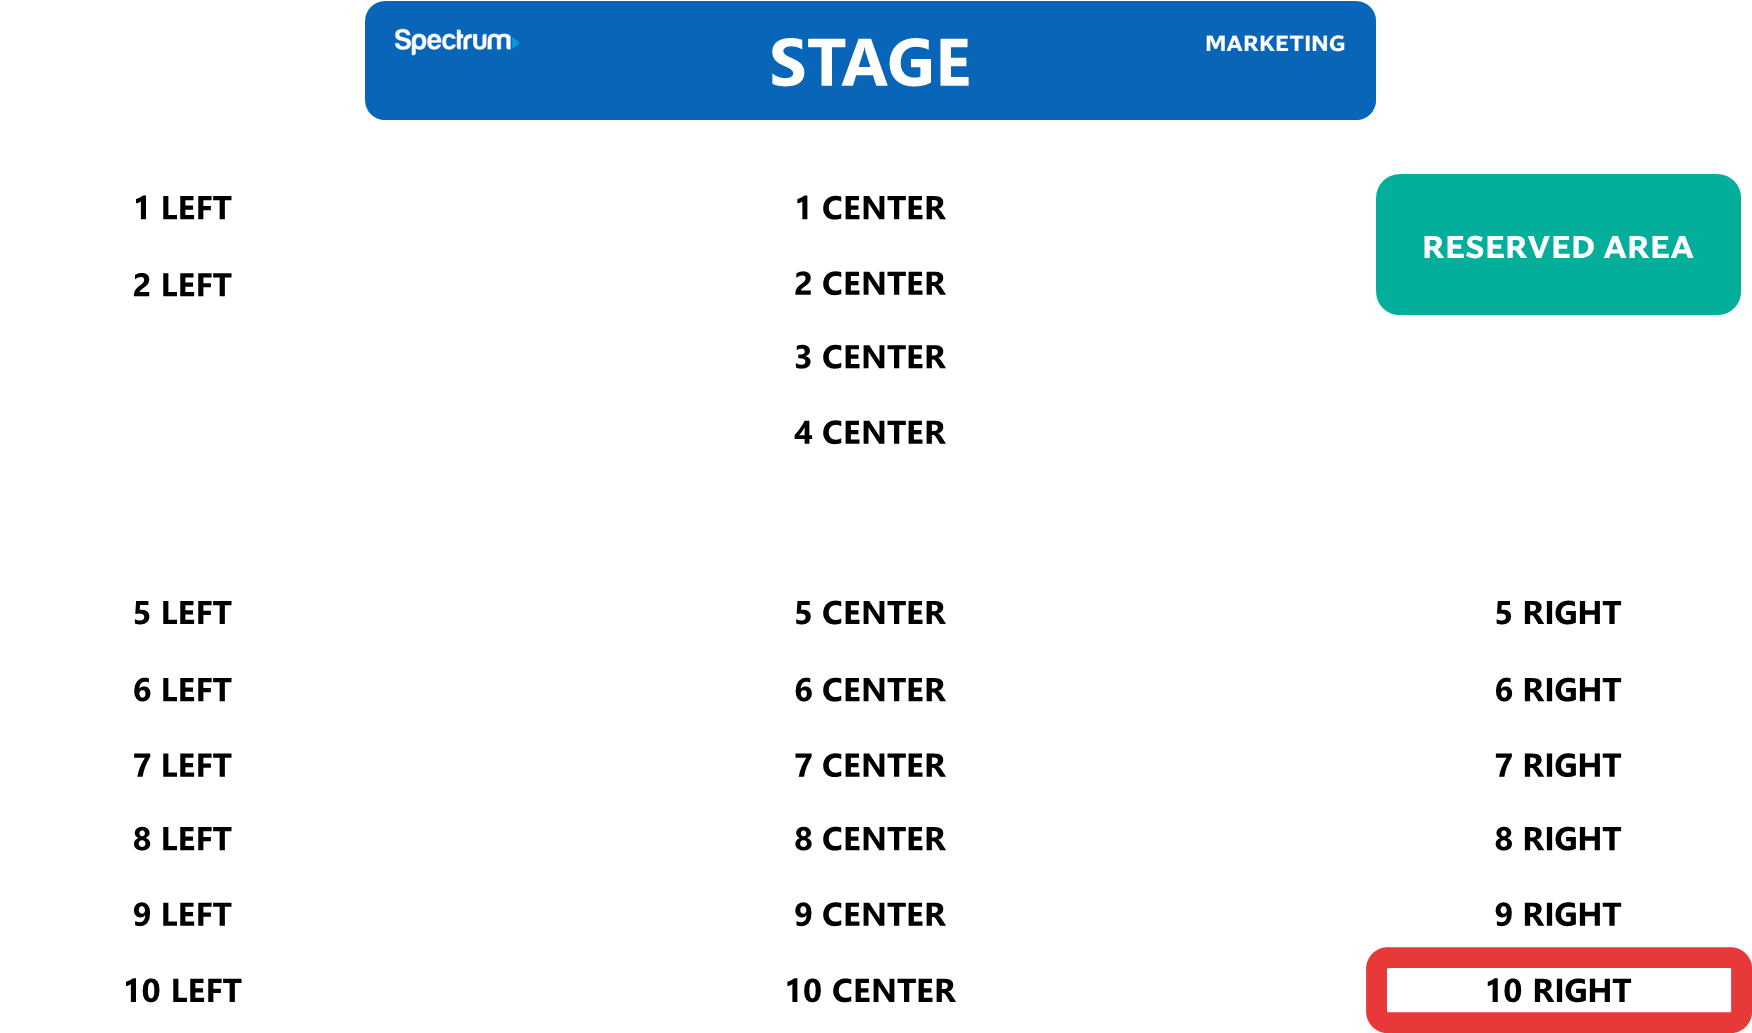 Spectrum
STAGE
MARKETING
1 LEFT
1 CENTER
RESERVED AREA
2 LEFT
2 CENTER
3 CENTER
4 CENTER
5 LEFT
5 CENTER
5 RIGHT
6 LEFT
6 CENTER
6 RIGHT
7 LEFT
7 CENTER
7 RIGHT
8 LEFT
8 CENTER
8 RIGHT
9 LEFT
9 CENTER
9 RIGHT
10 LEFT
10 CENTER
10 RIGHT